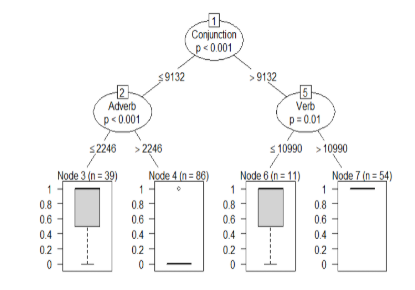 1
Conjunction
p < 0.001
≤9132 >9132
2 5
Adverb Verb
p < 0.001 p = 0.01
≤2246 >2246 ≤ 10990 > 10990
Node 3 (n = 39) Node 4 (n = 86) Node 6 (n = 11) Node 7 (n = 54)
1 1 1 1
0.8 0.8 0.8 0.8
0.6 0.6 0.6 0.6
0.4 0.4 0.4 0.4
0.2 0.2 0.2 0.2
0 0 0 0